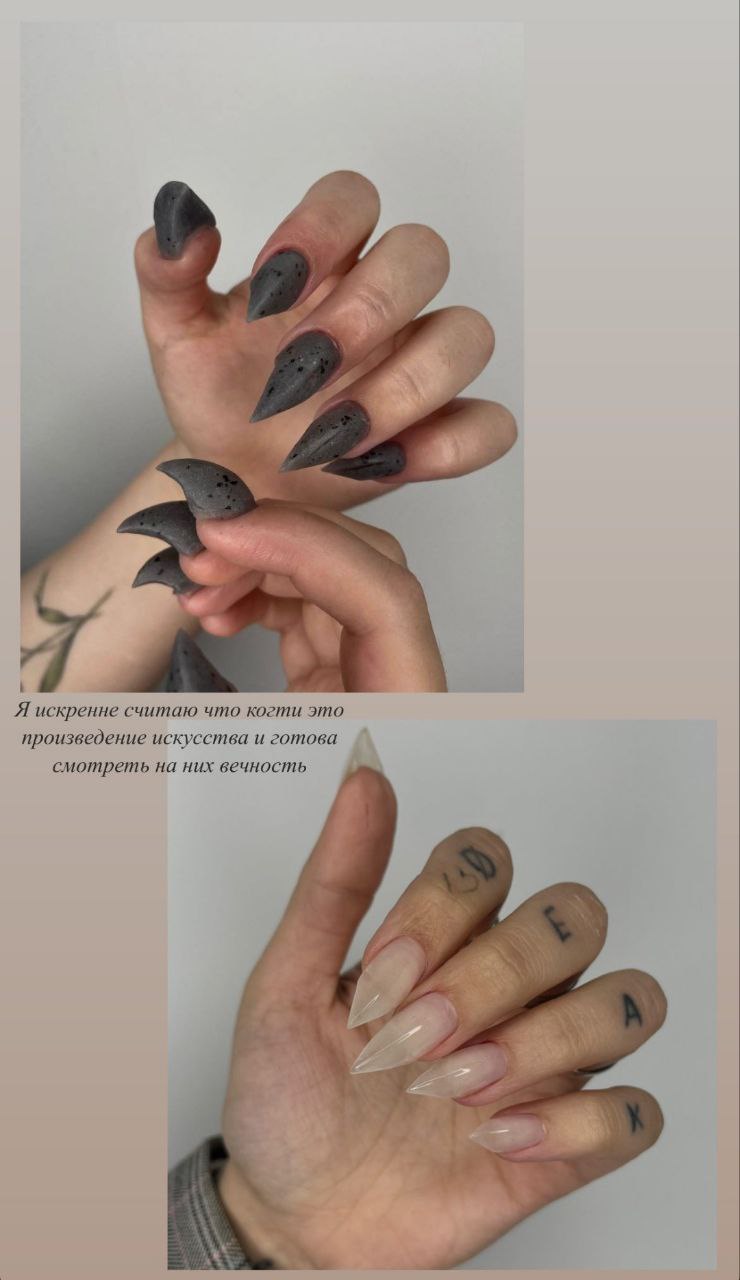 Я искренне считаю что когти это
произведение искусства и готова
смотреть на них вечность
Ø
E
A
X